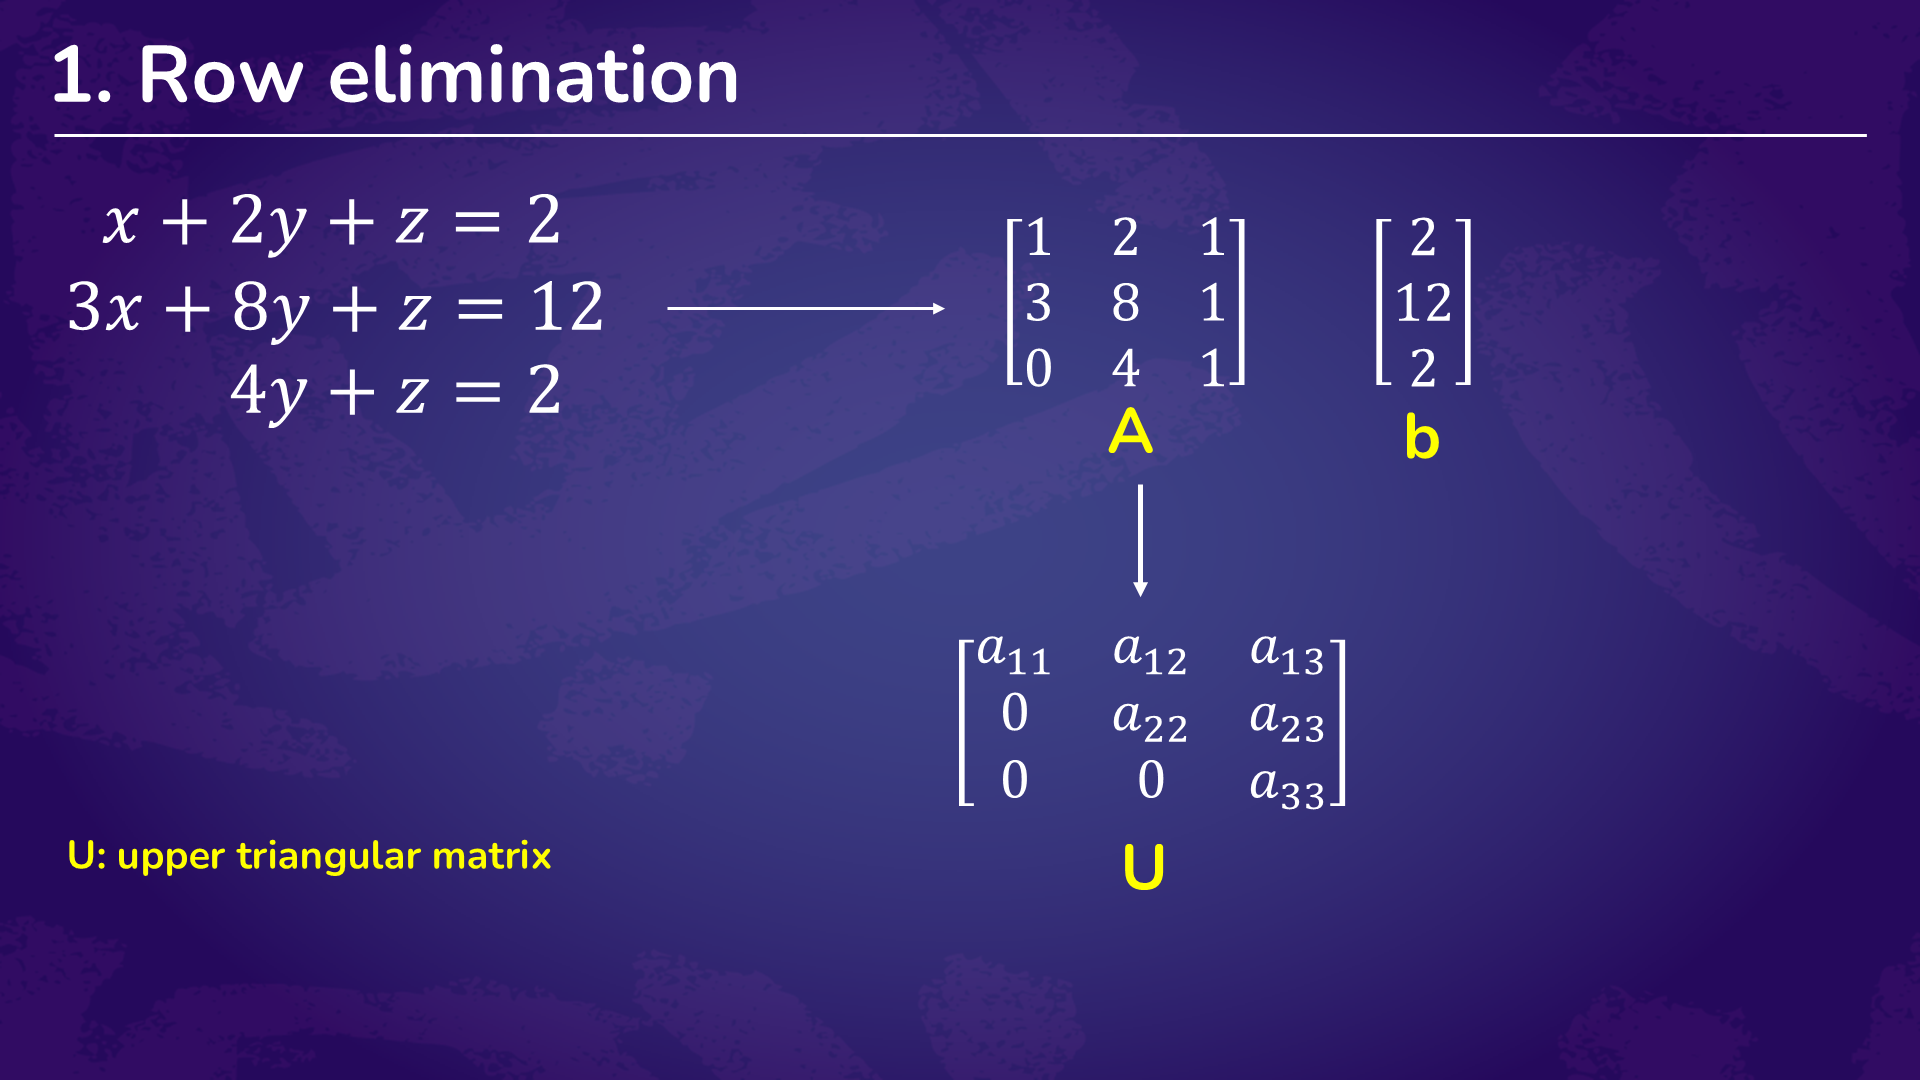 1. Row elimination
x + 2y + z = 2
3x + 8y + z = 12
4y + z = 2
1 2 1
3 8 1
0 4 1
A
2
12
2
b
a₁₁ a₁₂ a₁₃
0 a₂₂ a₂₃
0 0 a₃₃
U
U: upper triangular matrix